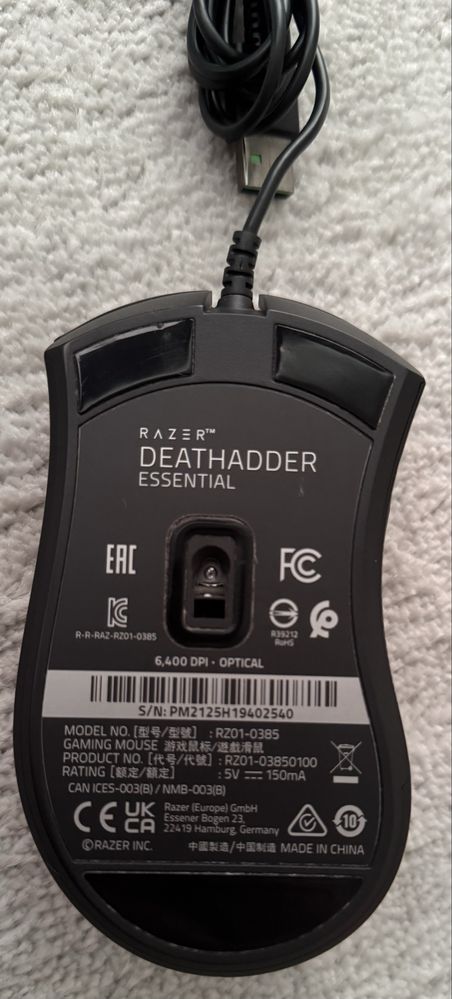 RAZER™
DEATHADDER
ESSENTIAL
EAC
FC
R-R-RAZ-RZ01-0385
R39212
RoHS
6,400 DPI · OPTICAL
S/N: PM2125H19402540
MODEL NO. [型号/型號] : RZ01-0385
GAMING MOUSE 游戏鼠标/遊戲滑鼠
PRODUCT NO. [代号/代號] : RZ01-03850100
RATING [额定/額定] : 5V ⎓ 150mA
CAN ICES-003(B) / NMB-003(B)
CE UK CA
Razer (Europe) GmbH
Essener Bogen 23,
22419 Hamburg, Germany
10
©RAZER INC. 中國製造/中国制造 MADE IN CHINA